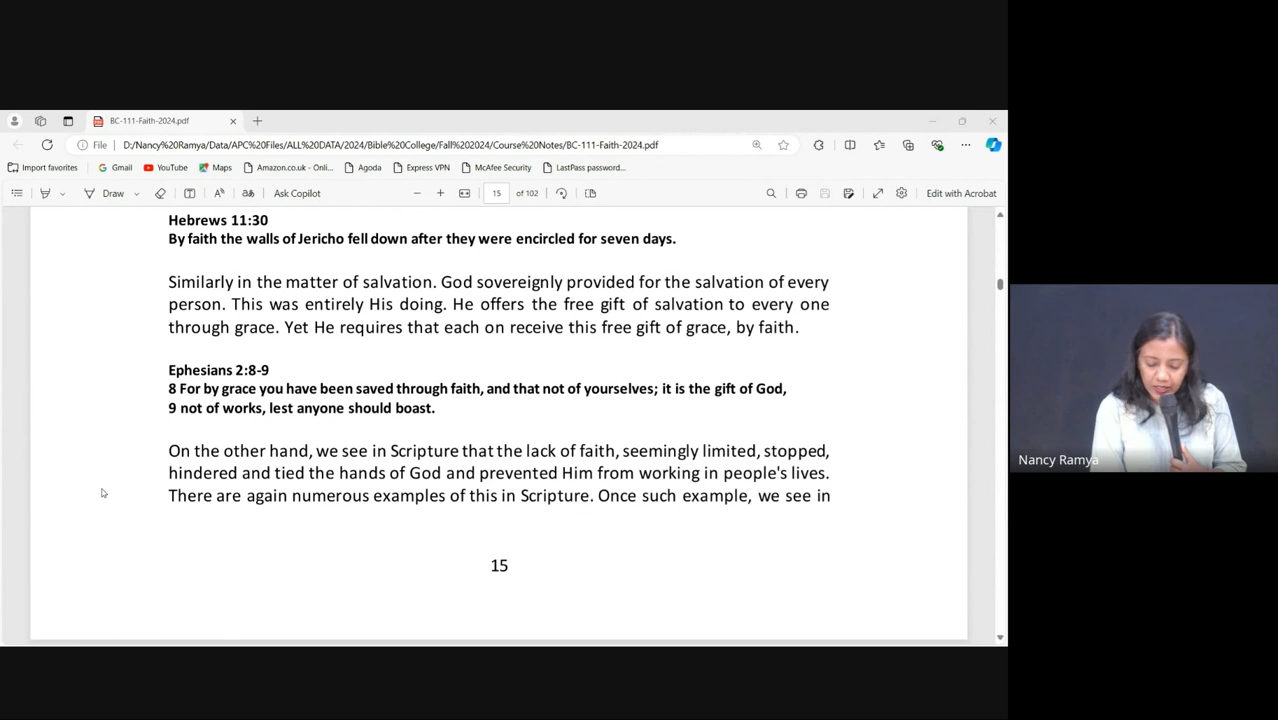 BC-111-Faith-2024.pdf
File D:/Nancy%20Ramya/Data/APC%20Files/ALL%20DATA/2024/Bible%20College/Fall%202024/Course%20Notes/BC-111-Faith-2024.pdf
Import favorites Gmail YouTube Maps Amazon.co.uk - Onli... Agoda Express VPN McAfee Security LastPass password...
Draw Ask Copilot 15 of 102 Edit with Acrobat
Hebrews 11:30
By faith the walls of Jericho fell down after they were encircled for seven days.
Similarly in the matter of salvation. God sovereignly provided for the salvation of every
person. This was entirely His doing. He offers the free gift of salvation to every one
through grace. Yet He requires that each on receive this free gift of grace, by faith.
Ephesians 2:8-9
8 For by grace you have been saved through faith, and that not of yourselves; it is the gift of God,
9 not of works, lest anyone should boast.
On the other hand, we see in Scripture that the lack of faith, seemingly limited, stopped,
hindered and tied the hands of God and prevented Him from working in people's lives.
There are again numerous examples of this in Scripture. Once such example, we see in
15
Nancy Ramya